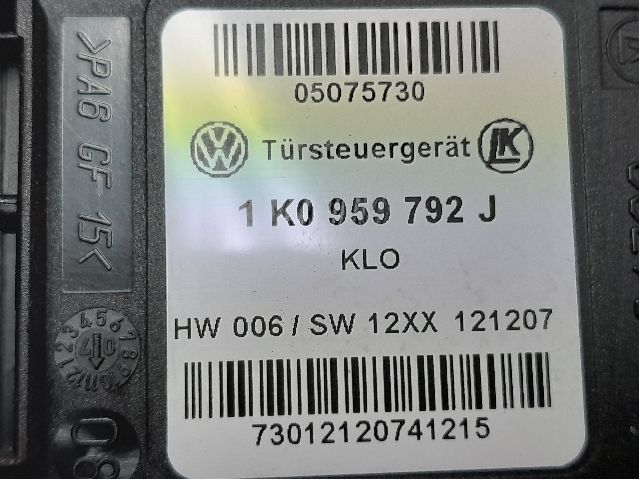 05075730
Türsteuergerät
1 K0 959 792 J
KLO
HW 006 / SW 12XX 121207
73012120741215
>PA6 GF 15<
08